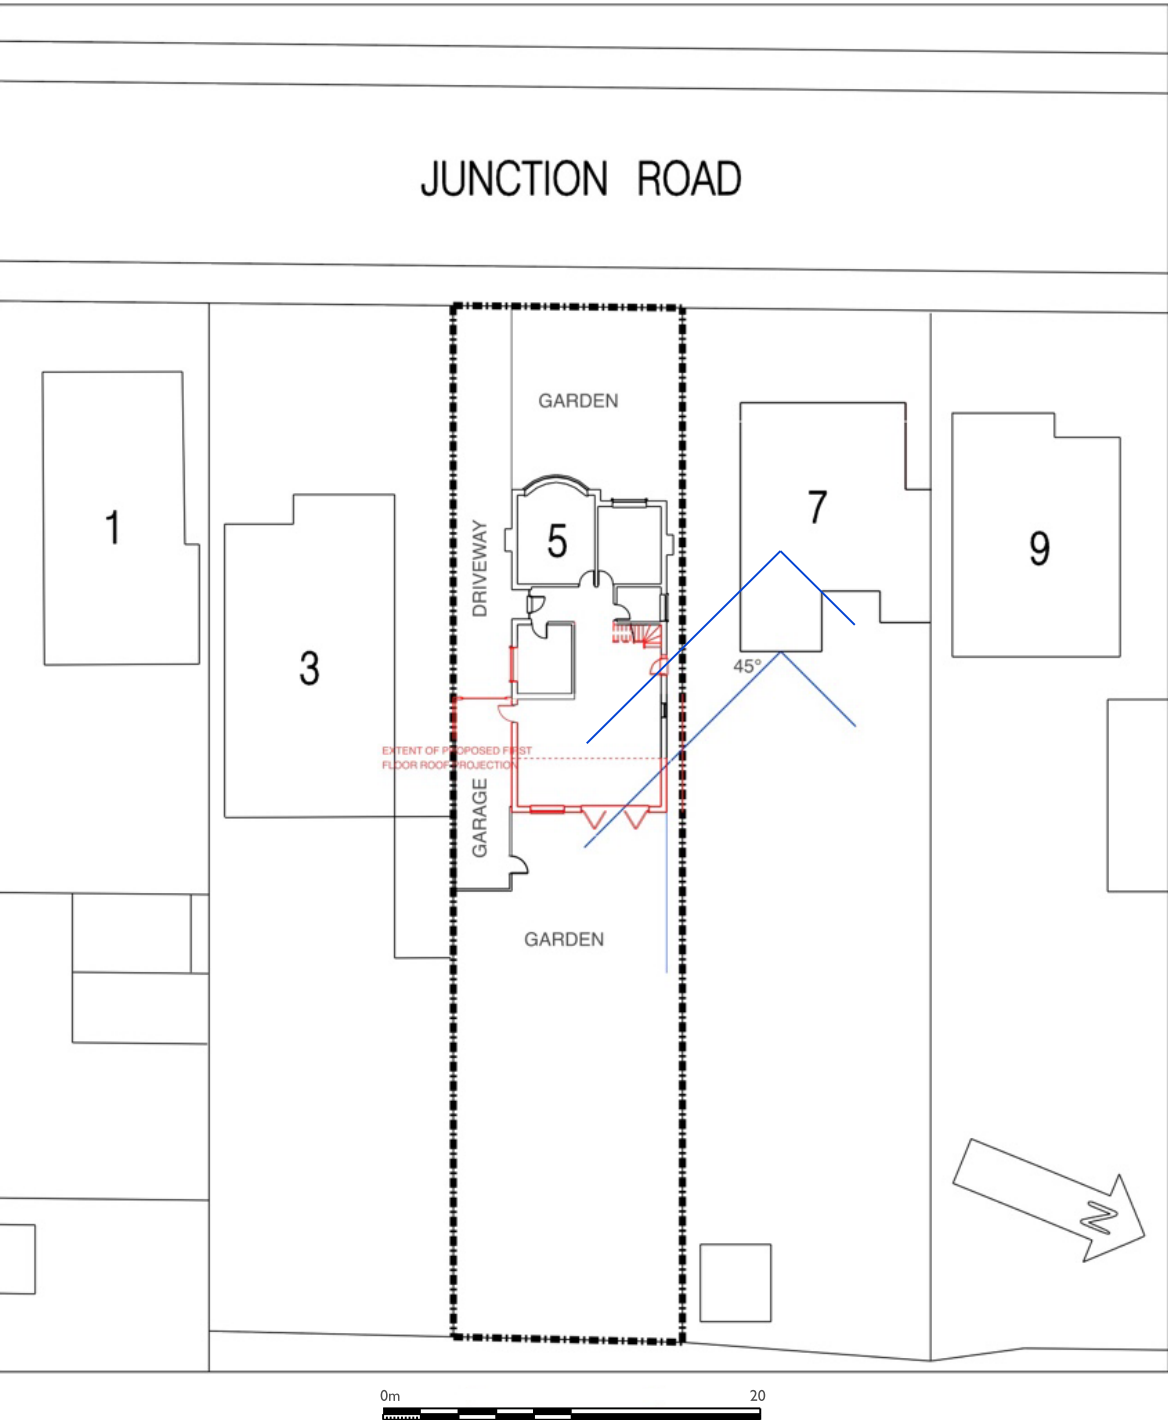 JUNCTION ROAD
GARDEN
DRIVEWAY
1
3
5
7
9
45°
EXTENT OF PROPOSED FIRST
FLOOR ROOF PROJECTION
GARAGE
GARDEN
N
0m 20